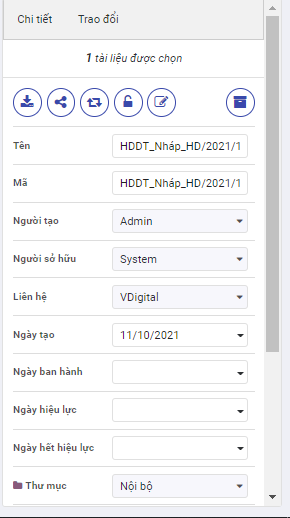 Chi tiết Trao đổi
1 tài liệu được chọn
Tên HDDT_Nháp_HD/2021/1
Mã HDDT_Nháp_HD/2021/1
Người tạo Admin
Người sở hữu System
Liên hệ VDigital
Ngày tạo 11/10/2021
Ngày ban hành
Ngày hiệu lực
Ngày hết hiệu lực
Thư mục Nội bộ